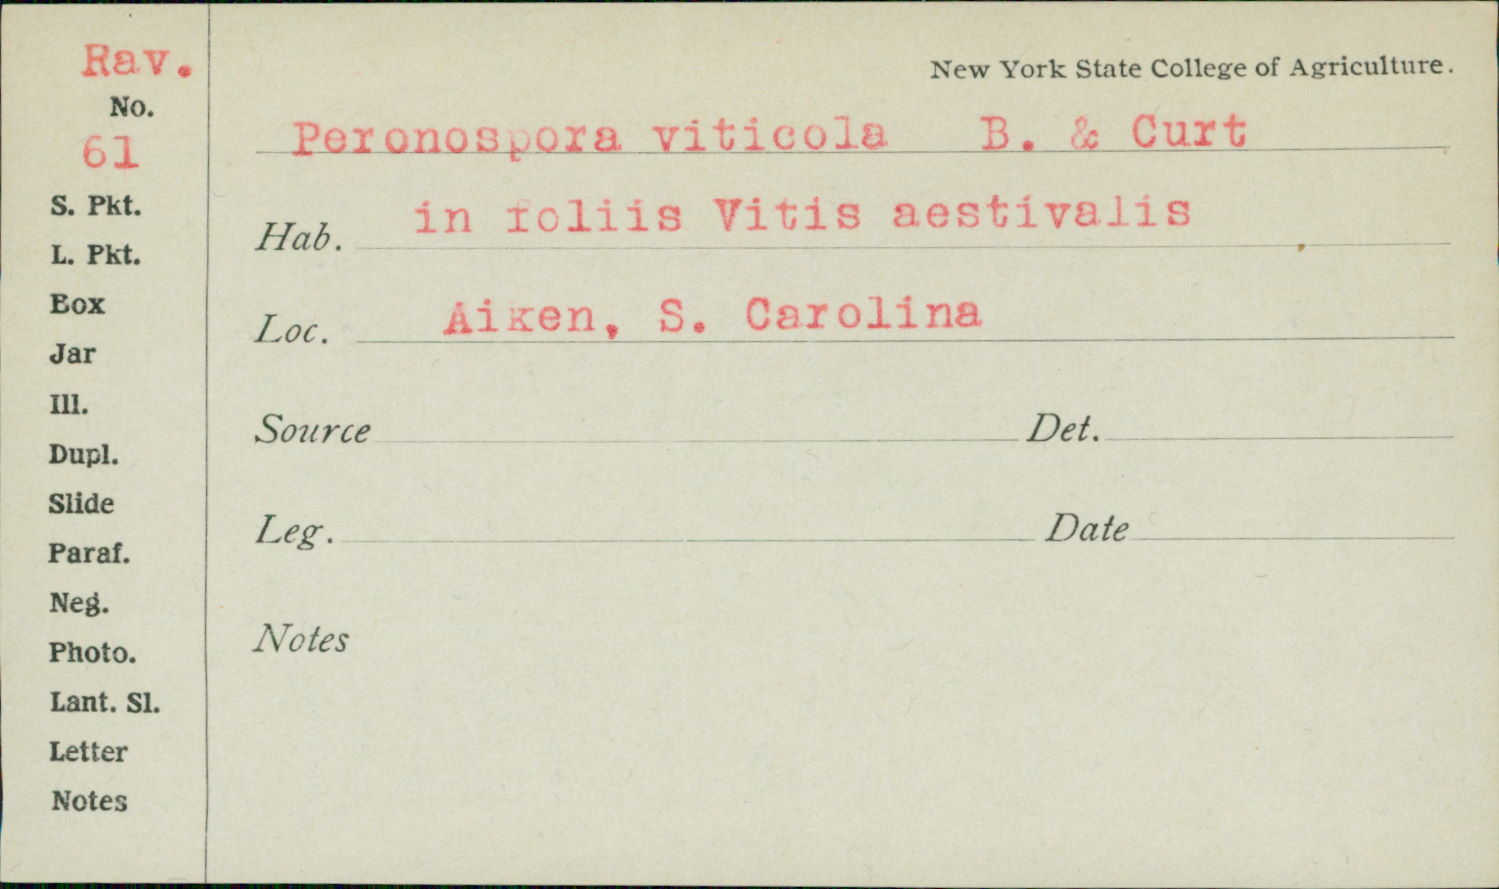 Rav.
No.
61
S. Pkt.
L. Pkt.
Box
Jar
Ill.
Dupl.
Slide
Paraf.
Neg.
Photo.
Lant. Sl.
Letter
Notes
New York State College of Agriculture.
Peronospora viticola B. & Curt
Hab. in foliis Vitis aestivalis
Loc. Aiken, S. Carolina
Source Det.
Leg. Date
Notes